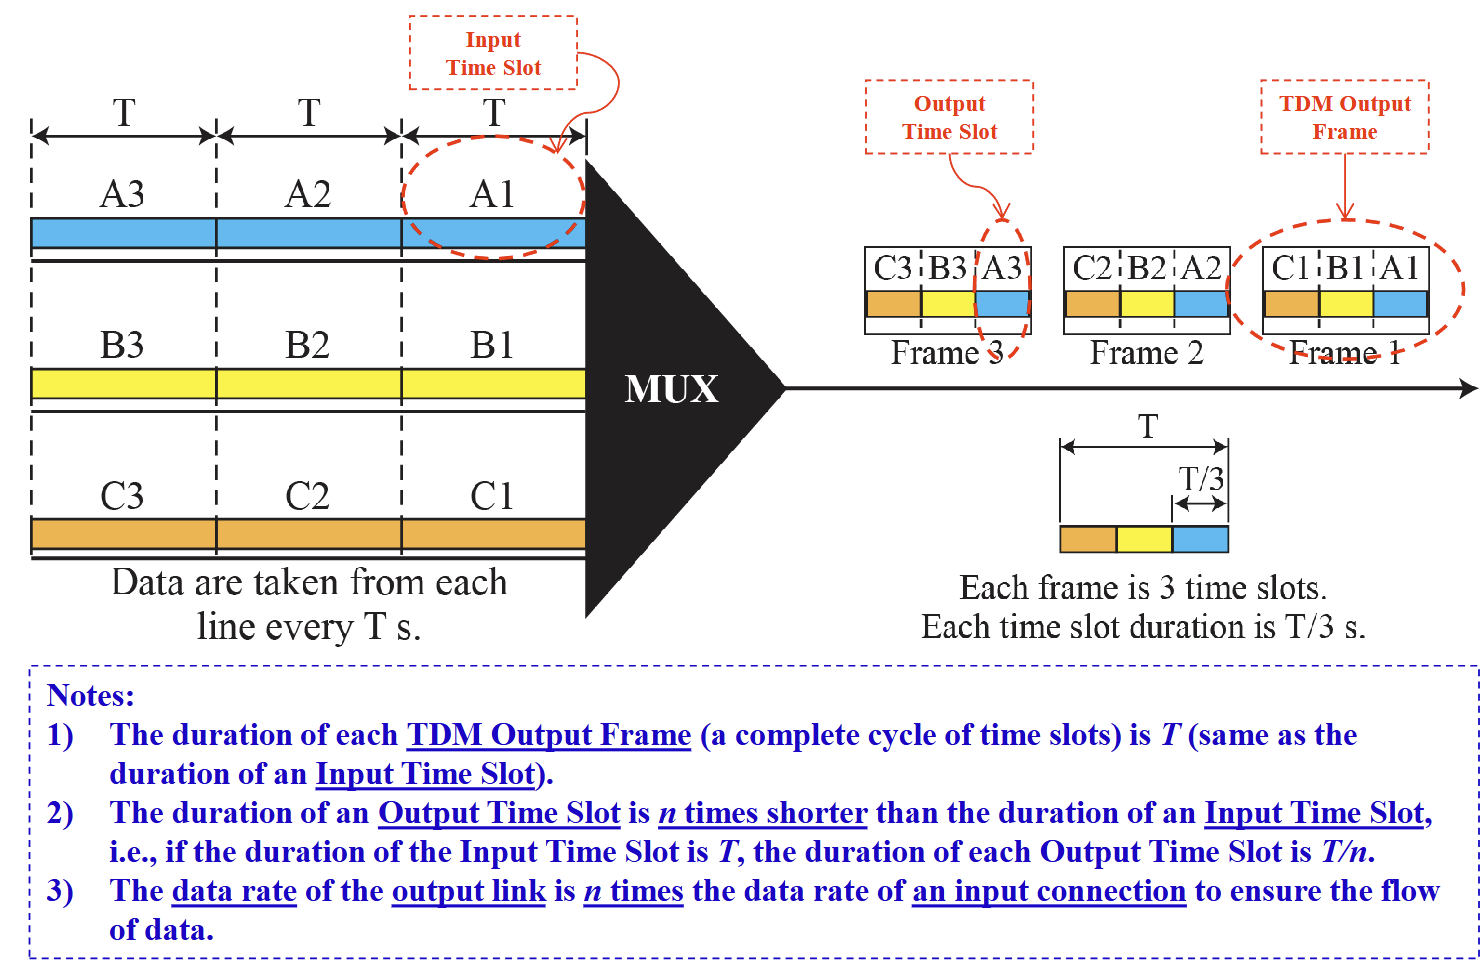 Input
Time Slot
Output
Time Slot
TDM Output
Frame
T T T
A3 A2 A1
B3 B2 B1
C3 C2 C1
MUX
Data are taken from each
line every T s.
C3 B3 A3 C2 B2 A2 C1 B1 A1
Frame 3 Frame 2 Frame 1
T
T/3
Each frame is 3 time slots.
Each time slot duration is T/3 s.
Notes:
1) The duration of each TDM Output Frame (a complete cycle of time slots) is T (same as the
duration of an Input Time Slot).
2) The duration of an Output Time Slot is n times shorter than the duration of an Input Time Slot,
i.e., if the duration of the Input Time Slot is T, the duration of each Output Time Slot is T/n.
3) The data rate of the output link is n times the data rate of an input connection to ensure the flow
of data.